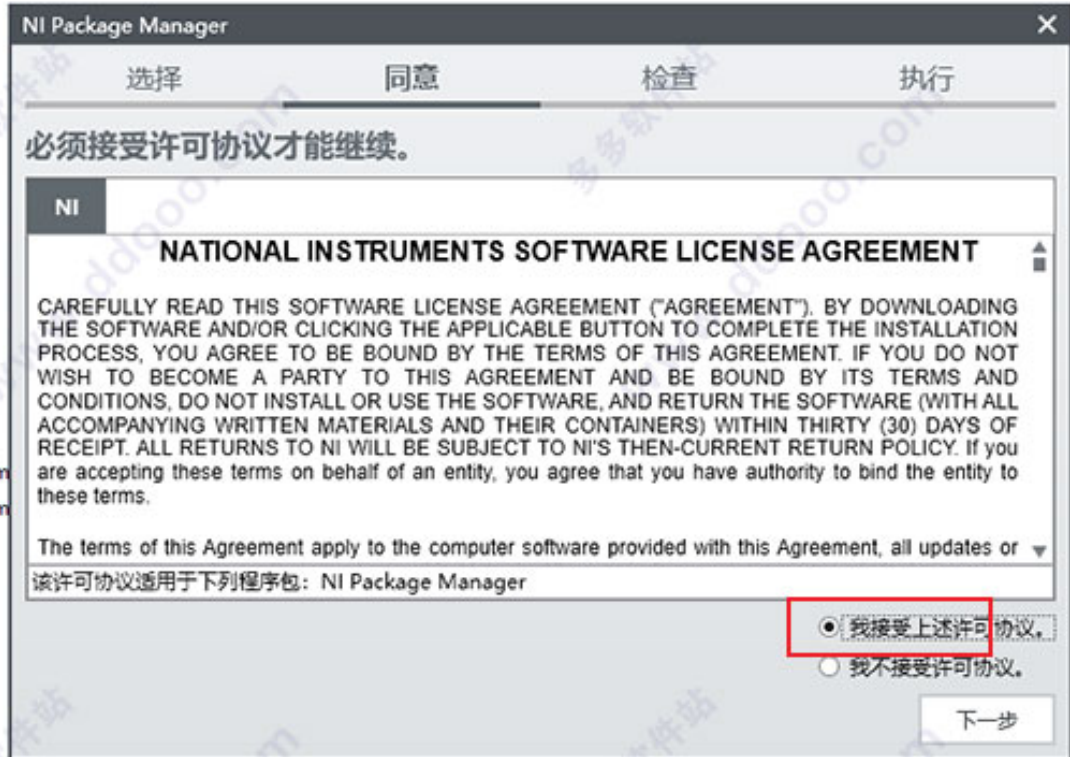 NI Package Manager
选择 同意 检查 执行
必须接受许可协议才能继续。
NI
NATIONAL INSTRUMENTS SOFTWARE LICENSE AGREEMENT
CAREFULLY READ THIS SOFTWARE LICENSE AGREEMENT ("AGREEMENT"). BY DOWNLOADING
THE SOFTWARE AND/OR CLICKING THE APPLICABLE BUTTON TO COMPLETE THE INSTALLATION
PROCESS, YOU AGREE TO BE BOUND BY THE TERMS OF THIS AGREEMENT. IF YOU DO NOT
WISH TO BECOME A PARTY TO THIS AGREEMENT AND BE BOUND BY ITS TERMS AND
CONDITIONS, DO NOT INSTALL OR USE THE SOFTWARE, AND RETURN THE SOFTWARE (WITH ALL
ACCOMPANYING WRITTEN MATERIALS AND THEIR CONTAINERS) WITHIN THIRTY (30) DAYS OF
RECEIPT. ALL RETURNS TO NI WILL BE SUBJECT TO NI'S THEN-CURRENT RETURN POLICY. If you
are accepting these terms on behalf of an entity, you agree that you have authority to bind the entity to
these terms.
The terms of this Agreement apply to the computer software provided with this Agreement, all updates or
该许可协议适用于下列程序包：NI Package Manager
我接受上述许可协议。
我不接受许可协议。
下一步